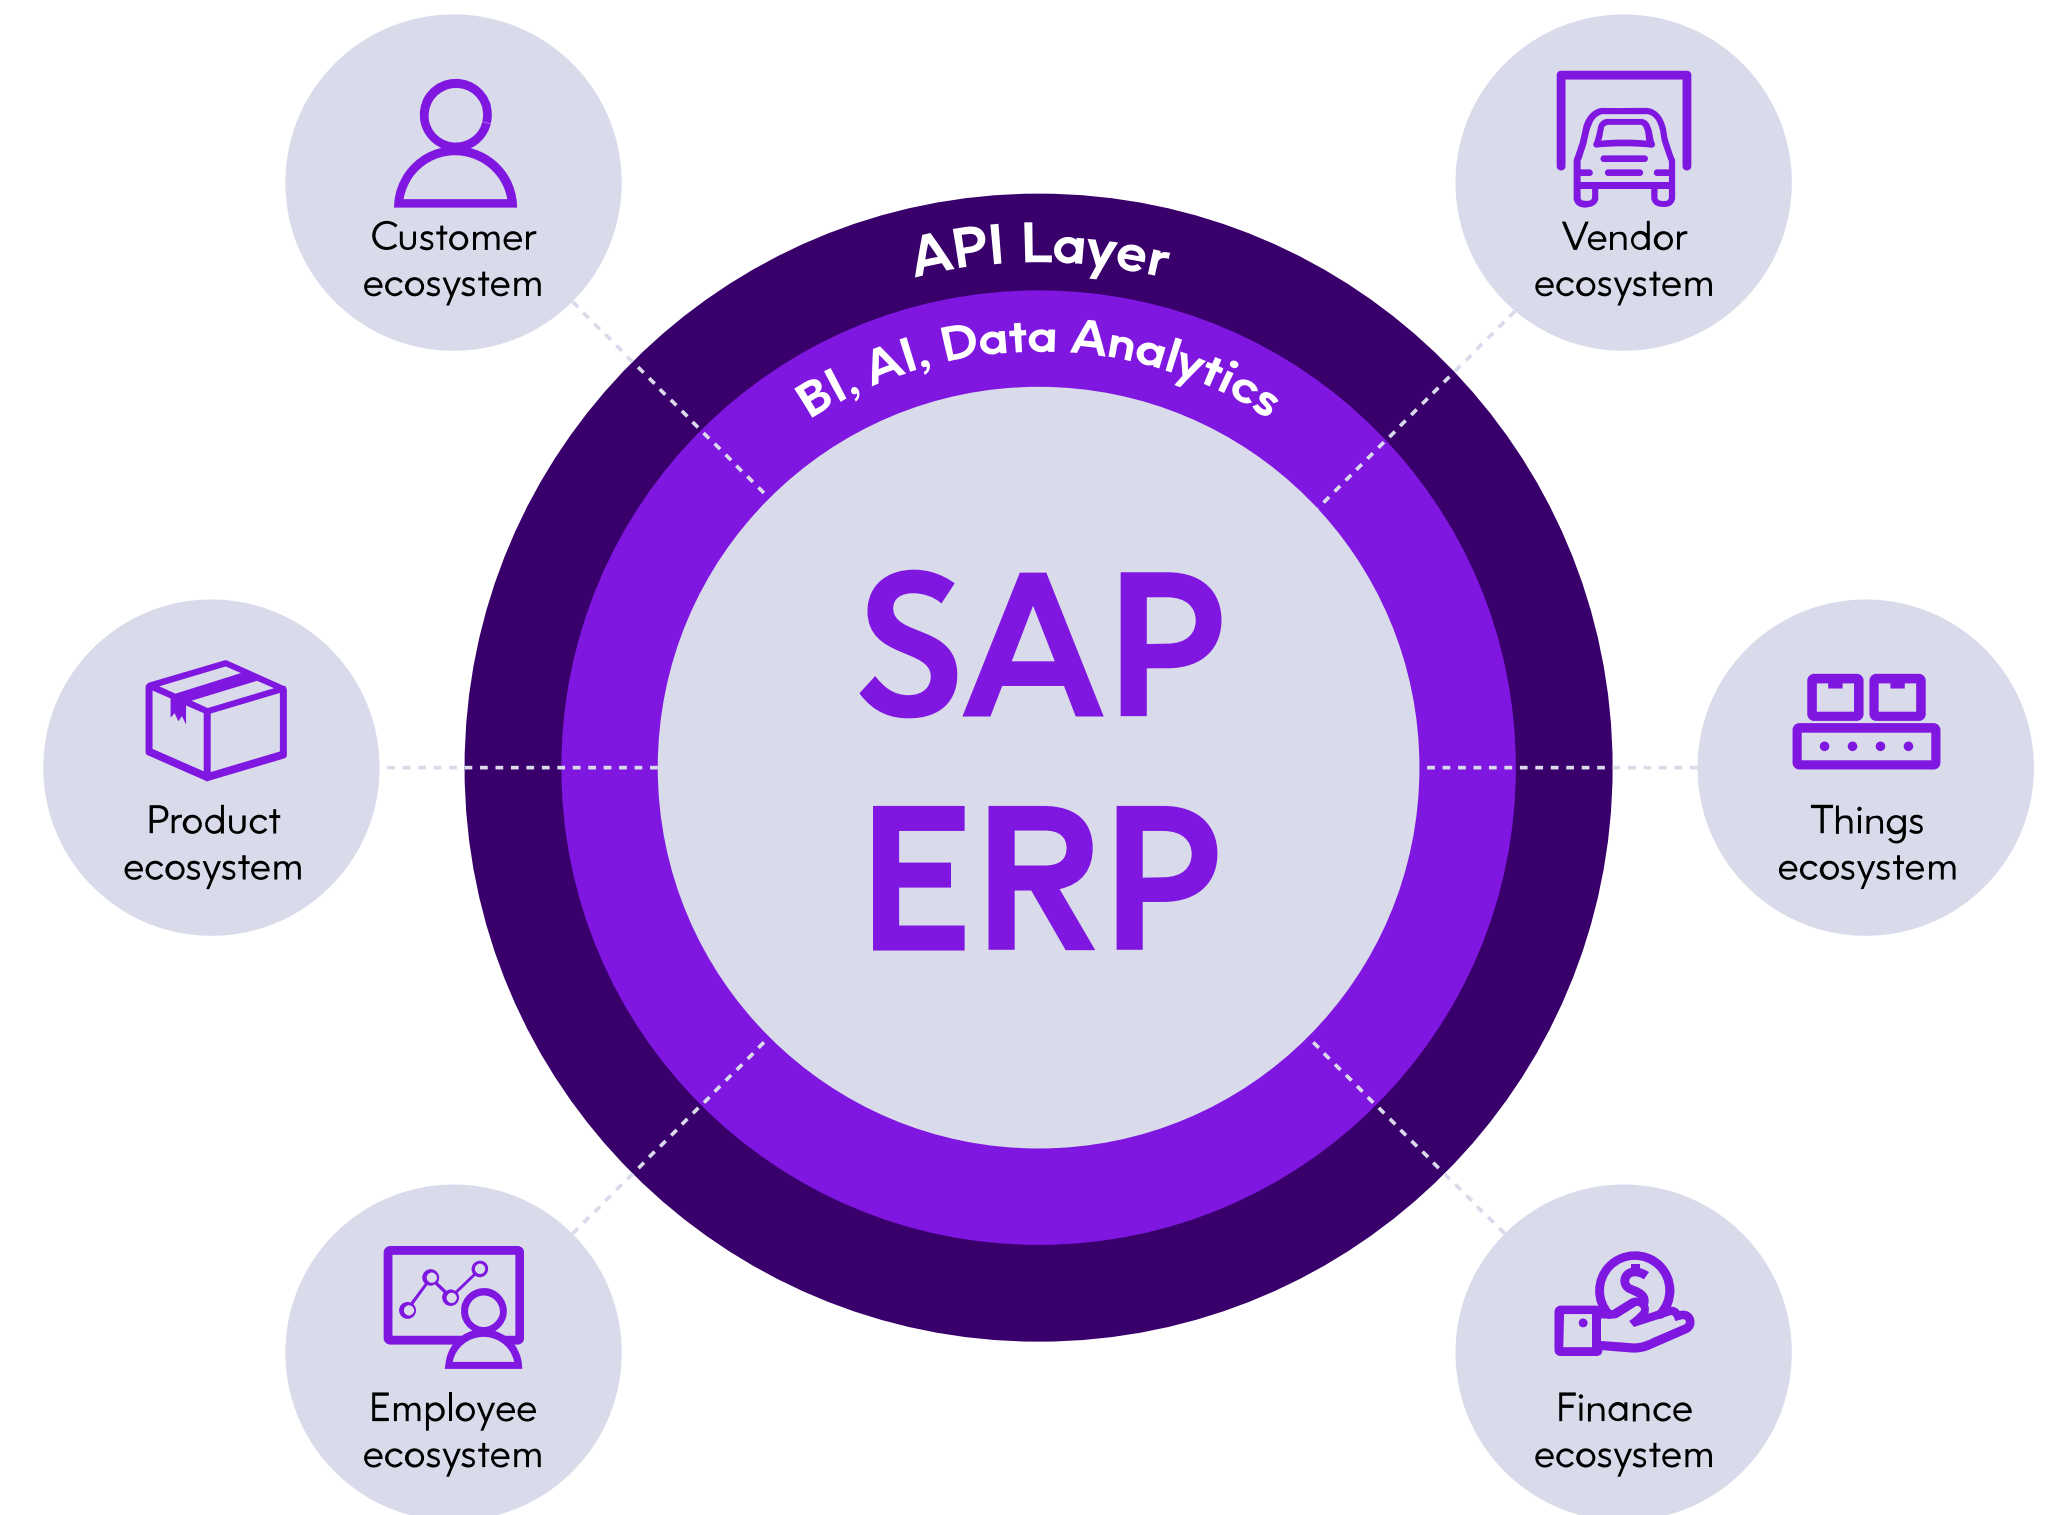 Customer
ecosystem
Vendor
ecosystem
API Layer
BI, AI, Data Analytics
SAP
ERP
Product
ecosystem
Things
ecosystem
Employee
ecosystem
Finance
ecosystem